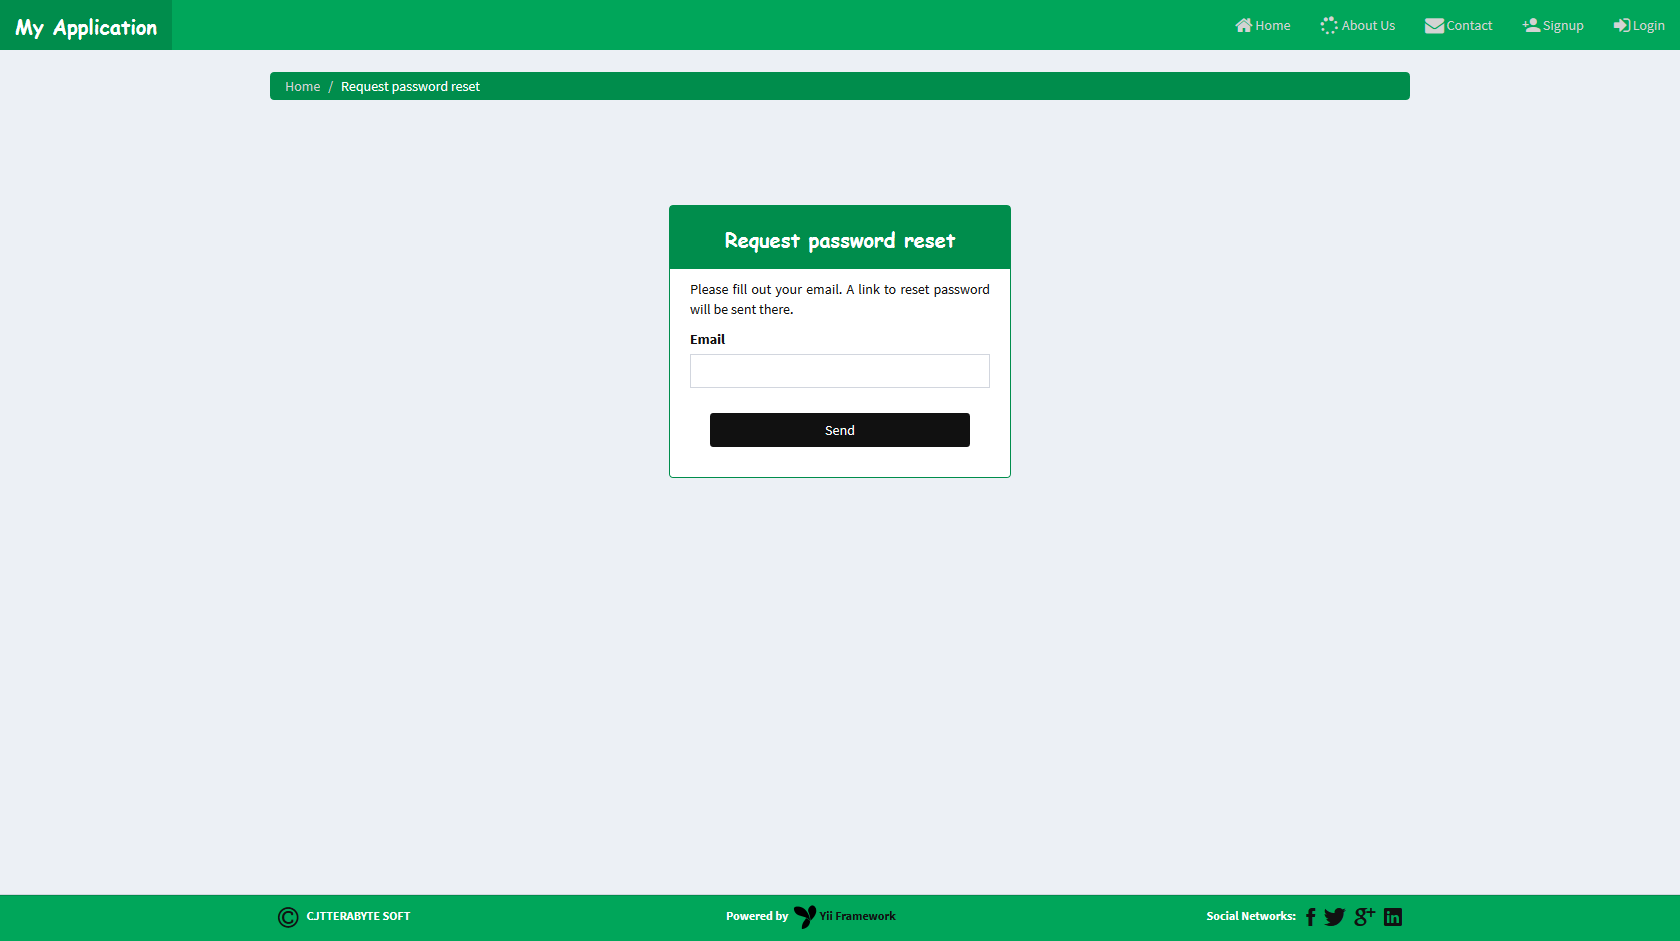 My Application
Home
About Us
Contact
Signup
Login
Home / Request password reset
Request password reset
Please fill out your email. A link to reset password
will be sent there.
Email
Send
© CJTTERABYTE SOFT
Powered by Yii Framework
Social Networks: